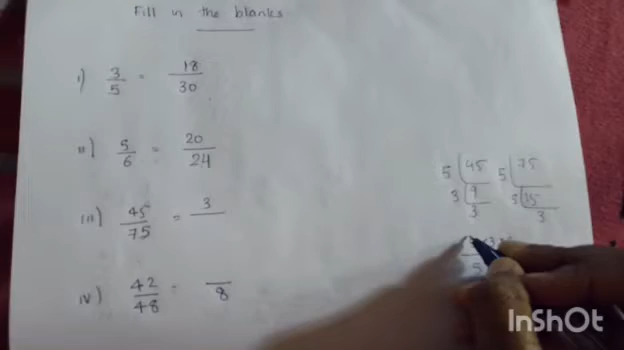 Fill in the blanks
i) 3/5 = 18/30
ii) 5/6 = 20/24
iii) 45/75 = 3/
iv) 42/48 = /8
5 | 45 5 | 75
3 | 9 5 | 15
3 3
InShOt